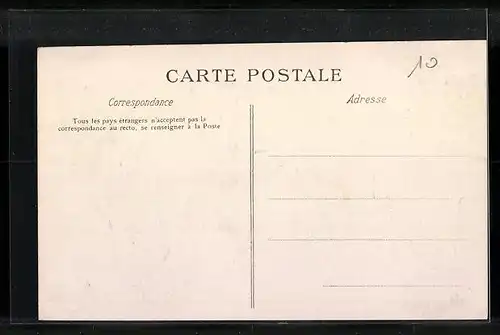 10
CARTE POSTALE
Correspondance
Adresse
Tous les pays étrangers n'acceptent pas la
correspondance au recto, se renseigner à la Poste